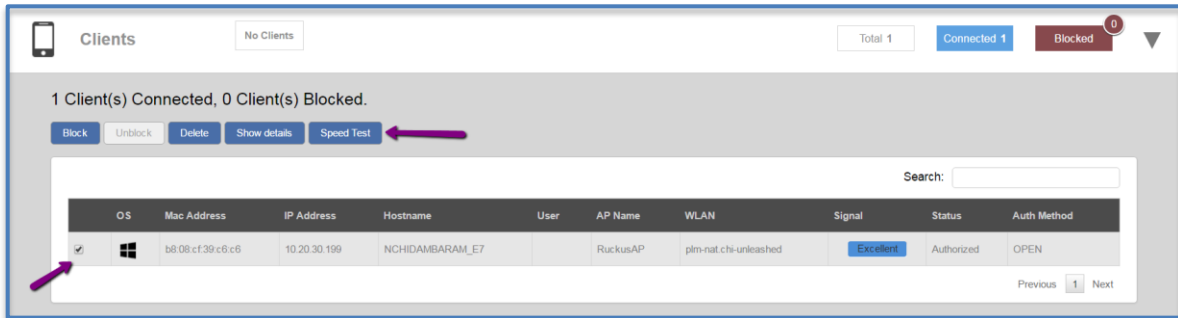 Clients
No Clients
Total 1
Connected 1
Blocked
0
1 Client(s) Connected, 0 Client(s) Blocked.
Block Unblock Delete Show details Speed Test
Search:
OS Mac Address IP Address Hostname User AP Name WLAN Signal Status Auth Method
b8:08:cf:39:c6:c6 10.20.30.199 NCHIDAMBARAM_E7 RuckusAP plm-nat.chi-unleashed Excellent Authorized OPEN
Previous 1 Next